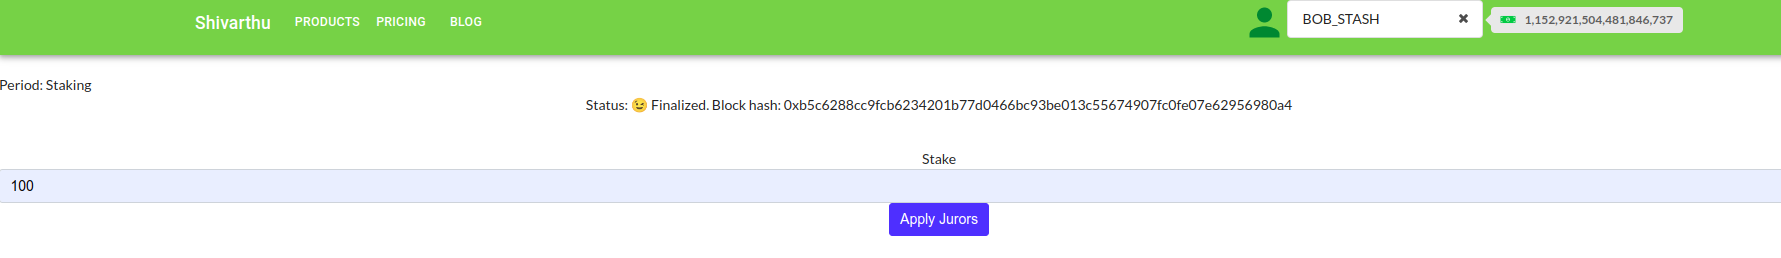 Shivarthu PRODUCTS PRICING BLOG BOB_STASH ✖ 1,152,921,504,481,846,737
Period: Staking
Status: 😉 Finalized. Block hash: 0xb5c6288cc9fcb6234201b77d0466bc93be013c55674907fc0fe07e62956980a4
Stake
100
Apply Jurors